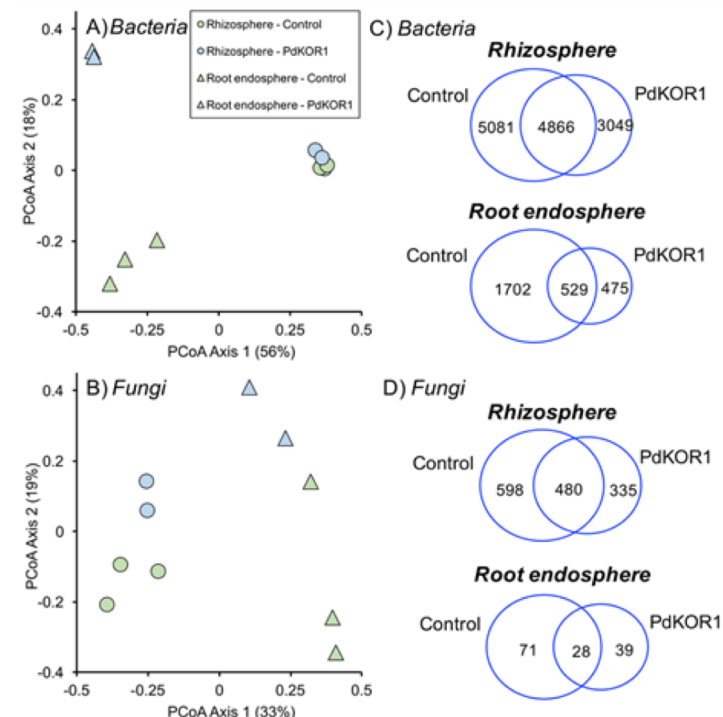 A) Bacteria
Rhizosphere - Control
Rhizosphere - PdKOR1
Root endosphere - Control
Root endosphere - PdKOR1
PCoA Axis 2 (18%)
0.4
0.2
0
-0.2
-0.4
-0.5 -0.25 0 0.25 0.5
PCoA Axis 1 (56%)
B) Fungi
PCoA Axis 2 (19%)
0.4
0.2
0
-0.2
-0.4
-0.5 -0.25 0 0.25 0.5
PCoA Axis 1 (33%)
C) Bacteria
Rhizosphere
Control PdKOR1
5081 4866 3049
Root endosphere
Control PdKOR1
1702 529 475
D) Fungi
Rhizosphere
Control PdKOR1
598 480 335
Root endosphere
Control PdKOR1
71 28 39